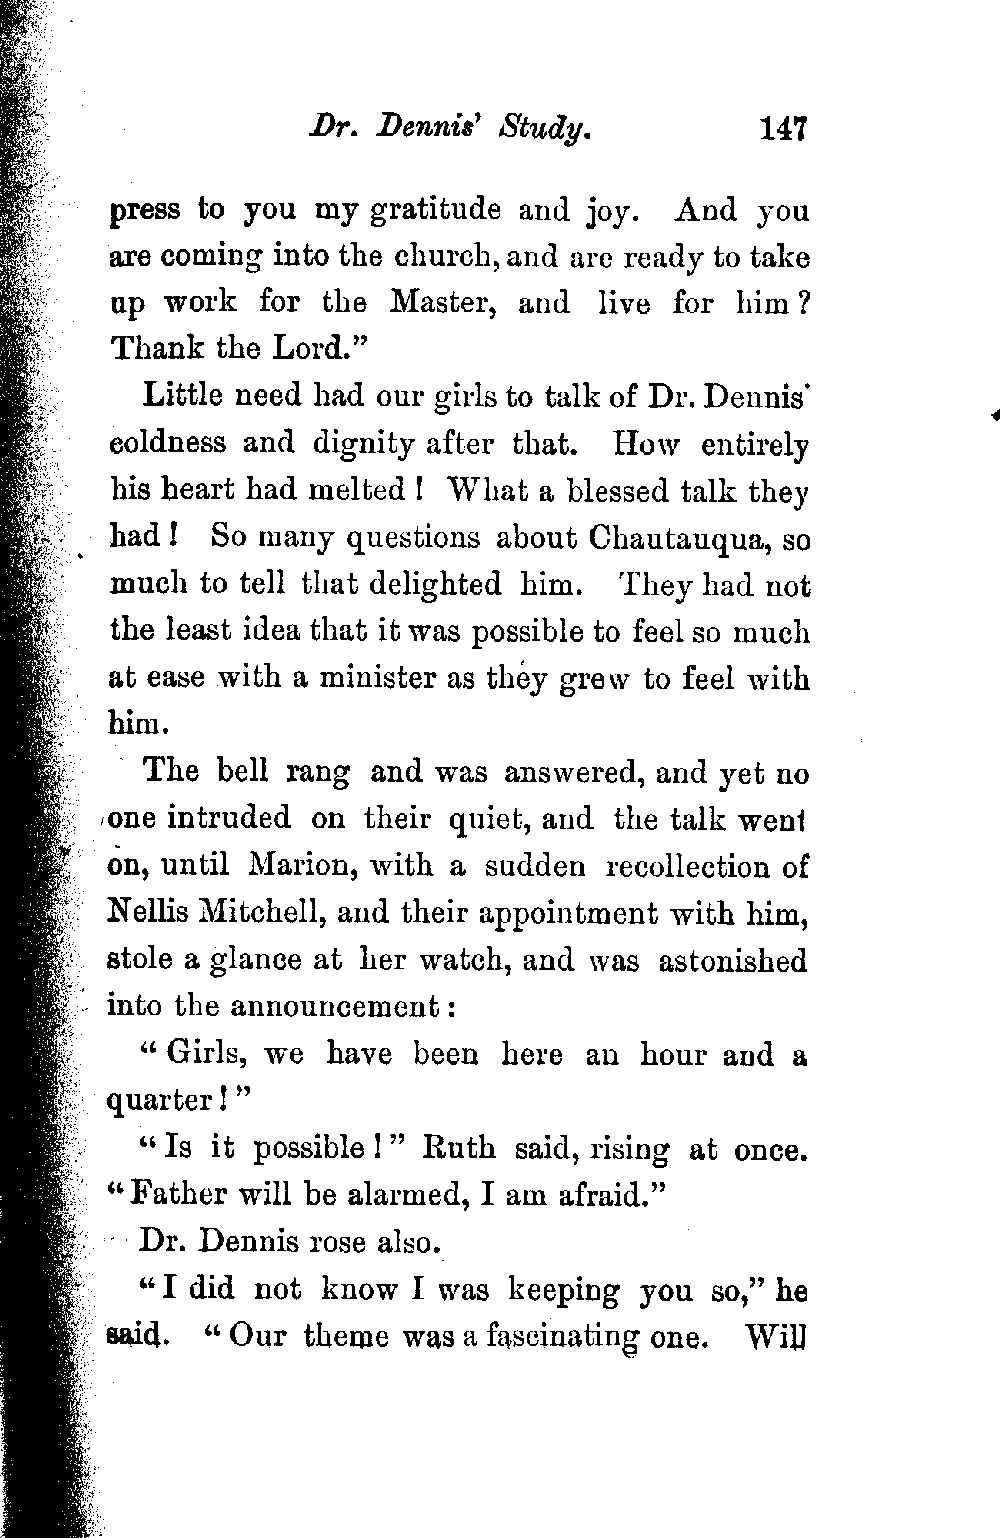 Dr. Dennis' Study. 147
press to you my gratitude and joy. And you
are coming into the church, and are ready to take
up work for the Master, and live for him?
Thank the Lord.”
Little need had our girls to talk of Dr. Dennis'
coldness and dignity after that. How entirely
his heart had melted! What a blessed talk they
had! So many questions about Chautauqua, so
much to tell that delighted him. They had not
the least idea that it was possible to feel so much
at ease with a minister as they grew to feel with
him.
The bell rang and was answered, and yet no
one intruded on their quiet, and the talk went
on, until Marion, with a sudden recollection of
Nellis Mitchell, and their appointment with him,
stole a glance at her watch, and was astonished
into the announcement:
“Girls, we have been here an hour and a
quarter!”
“Is it possible!” Ruth said, rising at once.
“Father will be alarmed, I am afraid.”
Dr. Dennis rose also.
“I did not know I was keeping you so,” he
said. “Our theme was a fascinating one. Will